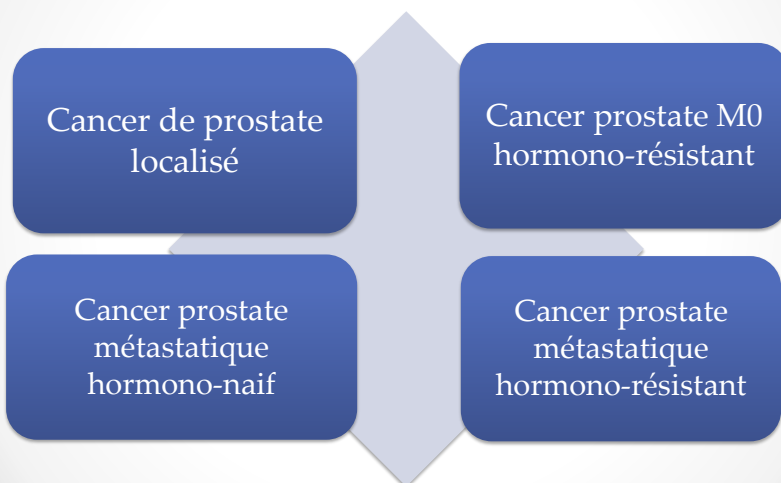 Cancer de prostate
localisé
Cancer prostate M0
hormono-résistant
Cancer prostate
métastatique
hormono-naif
Cancer prostate
métastatique
hormono-résistant